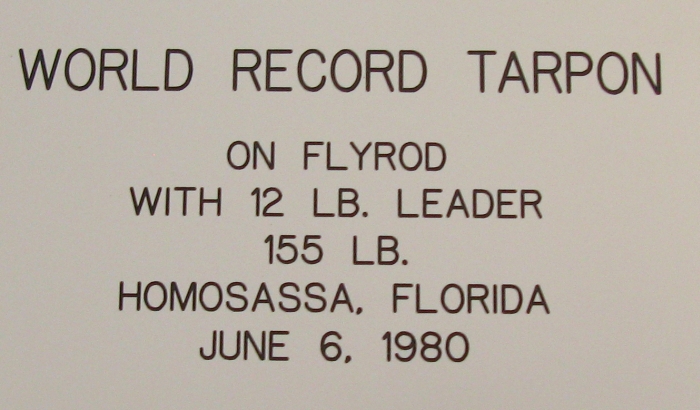 WORLD RECORD TARPON
ON FLYROD
WITH 12 LB. LEADER
155 LB.
HOMOSASSA, FLORIDA
JUNE 6, 1980